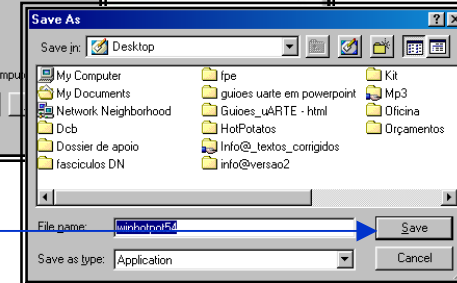 Save As
Save in: Desktop
My Computer
My Documents
Network Neighborhood
Dcb
Dossier de apoio
fasciculos DN
fpe
guioes uarte em powerpoint
Guioes_uARTE - html
HotPotatos
Info@_textos_corrigidos
info@versao2
Kit
Mp3
Oficina
Orçamentos
File name: winhotpot54 Save
Save as type: Application Cancel